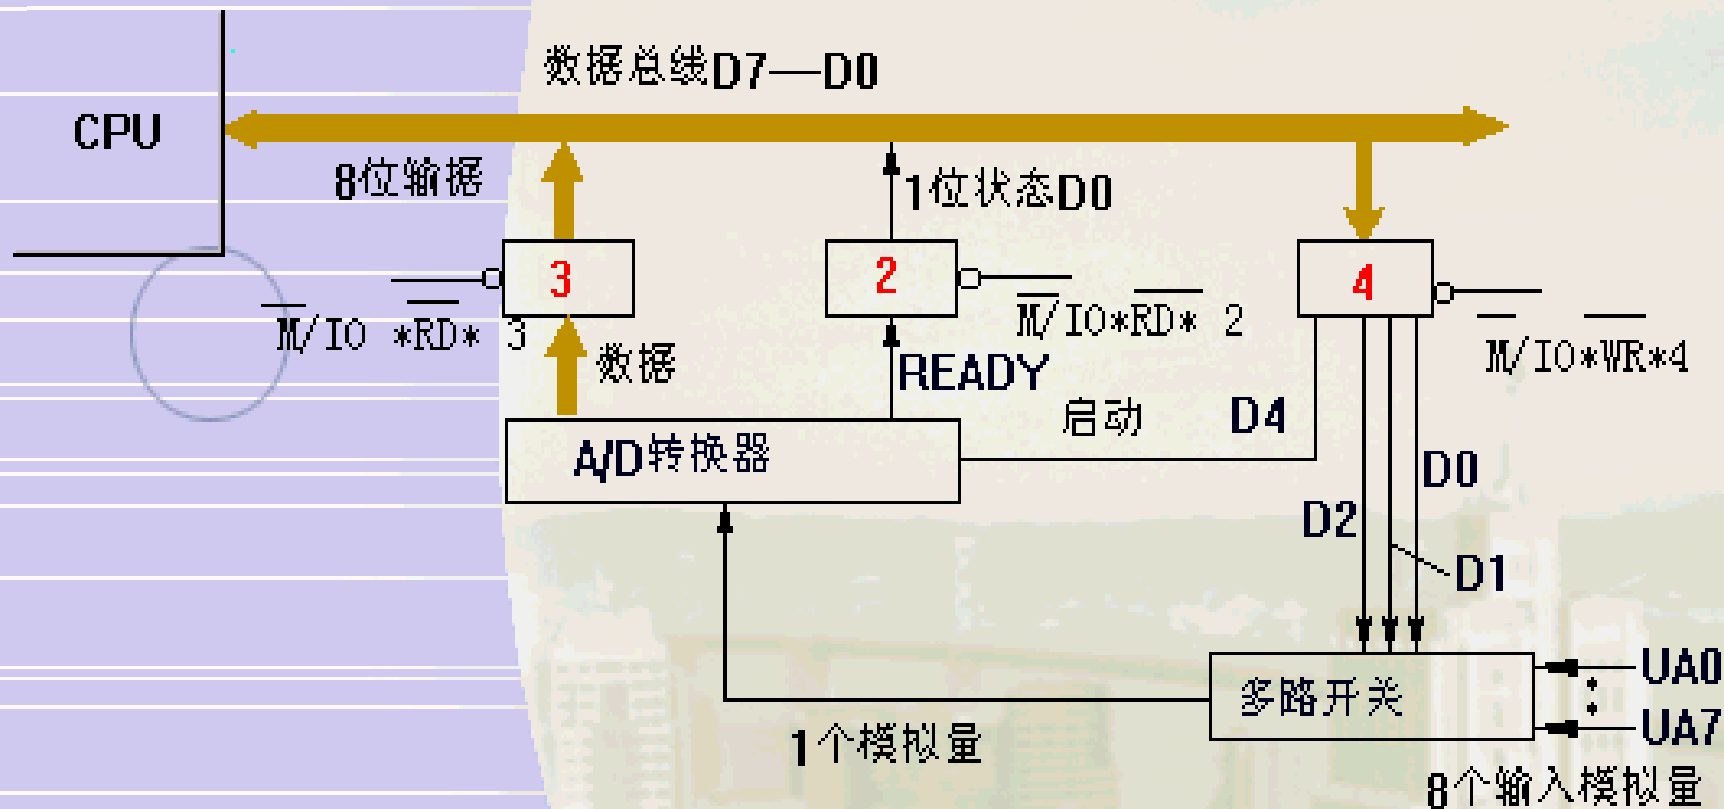 数据总线D7—D0
CPU
8位输据
1位状态D0
3
2
4
M̅/IO *R̅D̅* 3
M̅/IO*R̅D̅* 2
M̅/IO*W̅R̅*4
数据
READY
启动
D4
A/D转换器
D0
D2
D1
多路开关
UA0
UA7
1个模拟量
8个输入模拟量